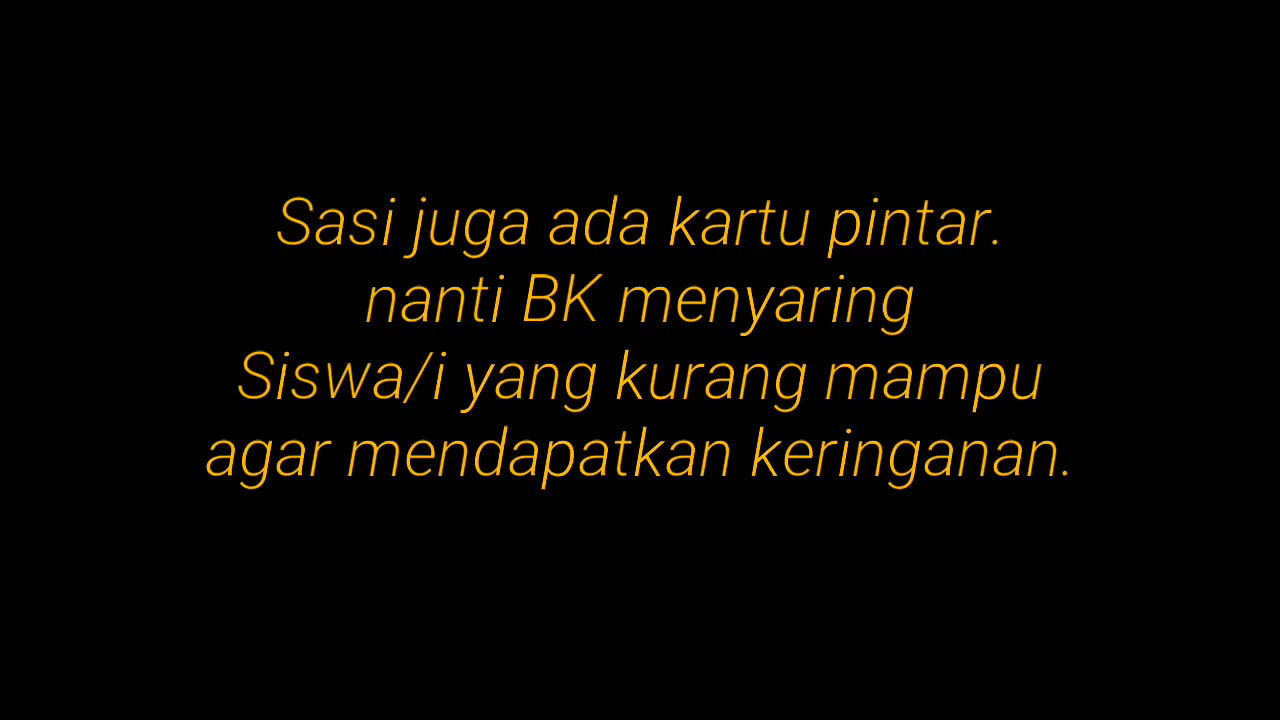 Sasi juga ada kartu pintar.
nanti BK menyaring
Siswa/i yang kurang mampu
agar mendapatkan keringanan.